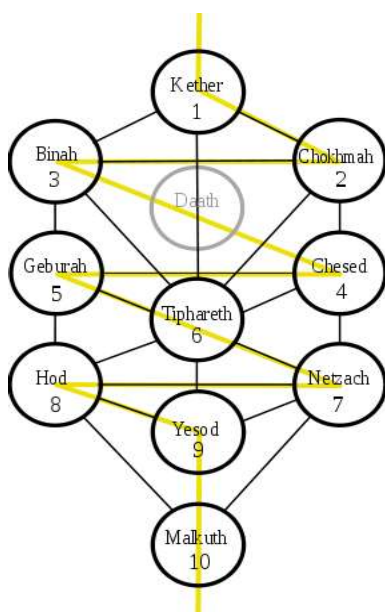 Kether
1
Binah
3
Chokhmah
2
Daath
Geburah
5
Chesed
4
Tiphareth
6
Hod
8
Netzach
7
Yesod
9
Malkuth
10